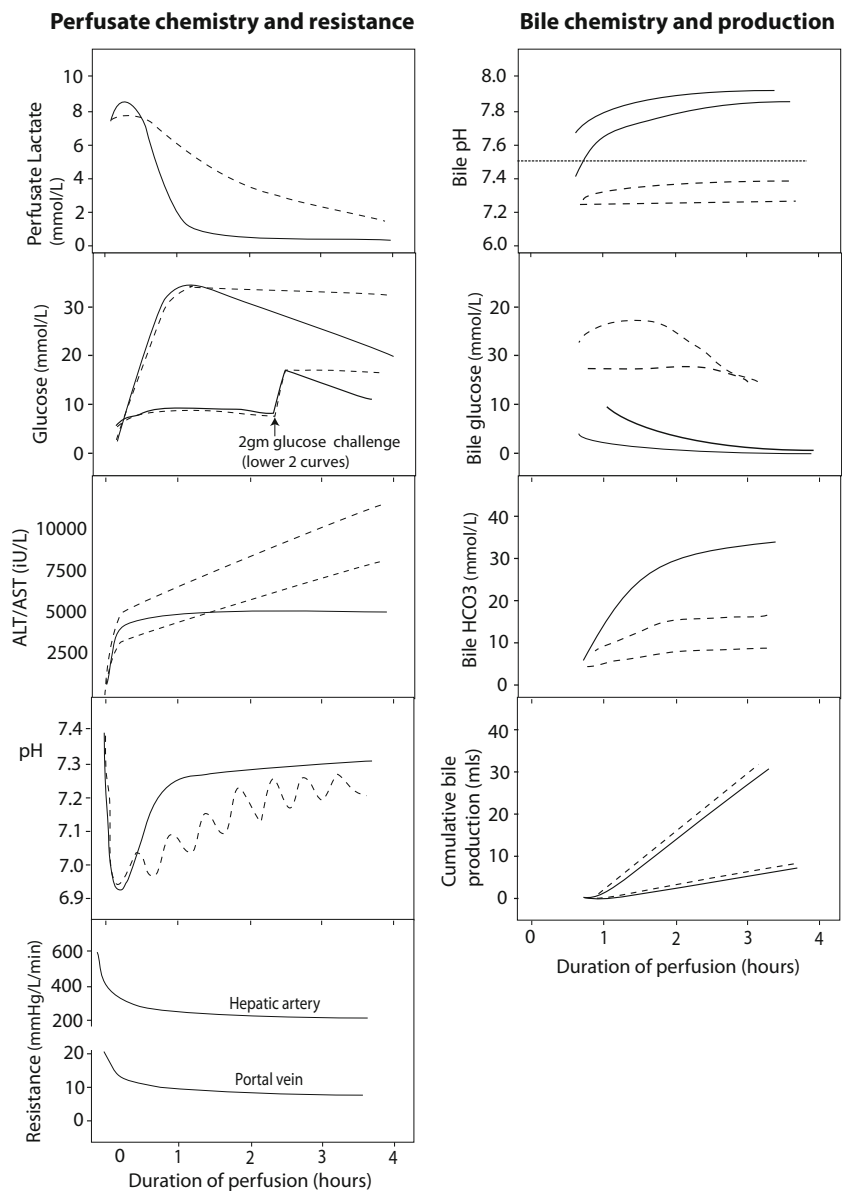 Perfusate chemistry and resistance
Perfusate Lactate
(mmol/L)
10
8
6
4
2
0
Glucose (mmol/L)
30
20
10
0
2gm glucose challenge
(lower 2 curves)
ALT/AST (iU/L)
10000
7500
5000
2500
pH
7.4
7.3
7.2
7.1
7.0
6.9
Resistance (mmHg/L/min)
600
400
200
Hepatic artery
20
10
0
Portal vein
0 1 2 3 4
Duration of perfusion (hours)
Bile chemistry and production
Bile pH
8.0
7.8
7.6
7.4
7.2
6.0
Bile glucose (mmol/L)
20
30
10
0
Bile HCO3 (mmol/L)
40
30
20
10
0
Cumulative bile
production (mls)
40
30
20
10
0
0 1 2 3 4
Duration of perfusion (hours)